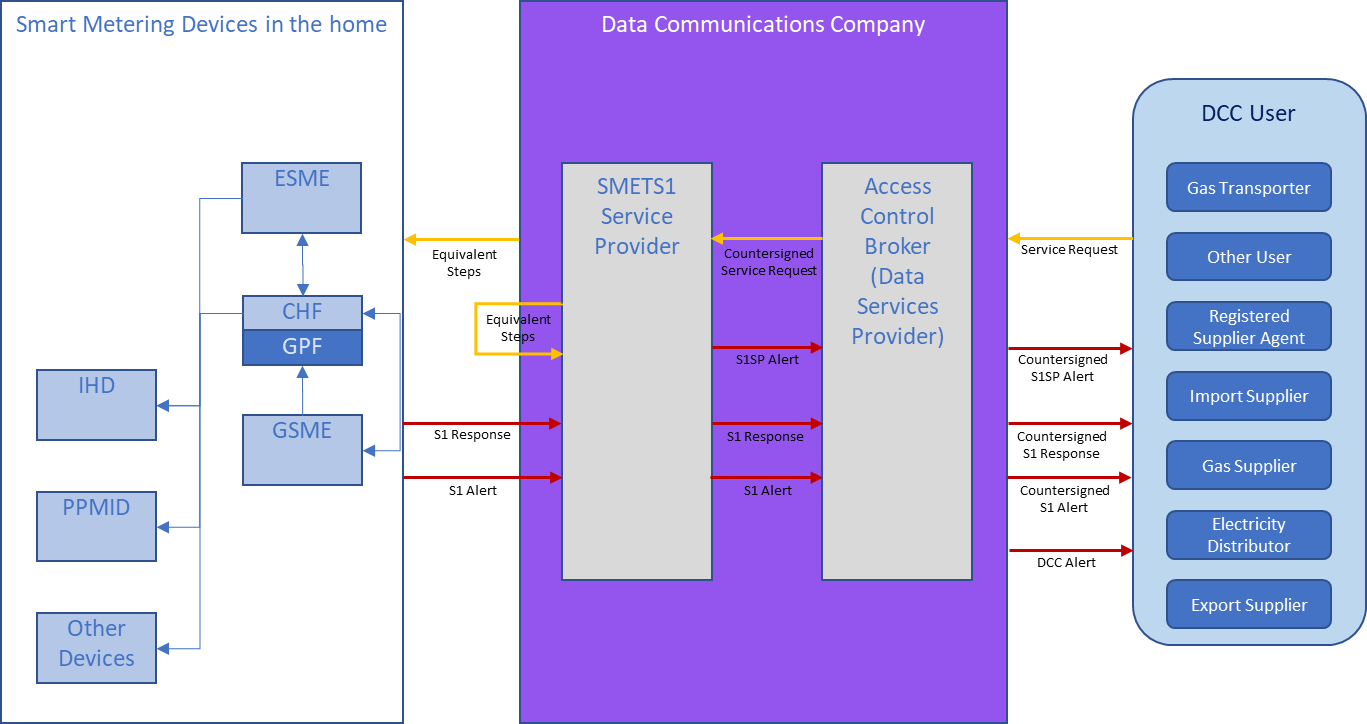 Smart Metering Devices in the home
ESME
CHF
GPF
IHD
GSME
PPMID
Other
Devices
Equivalent
Steps
S1 Response
S1 Alert
Data Communications Company
SMETS1
Service
Provider
Equivalent
Steps
Countersigned
Service Request
S1SP Alert
S1 Response
S1 Alert
Access
Control
Broker
(Data
Services
Provider)
Service Request
Countersigned
S1SP Alert
Countersigned
S1 Response
Countersigned
S1 Alert
DCC Alert
DCC User
Gas Transporter
Other User
Registered
Supplier Agent
Import Supplier
Gas Supplier
Electricity
Distributor
Export Supplier